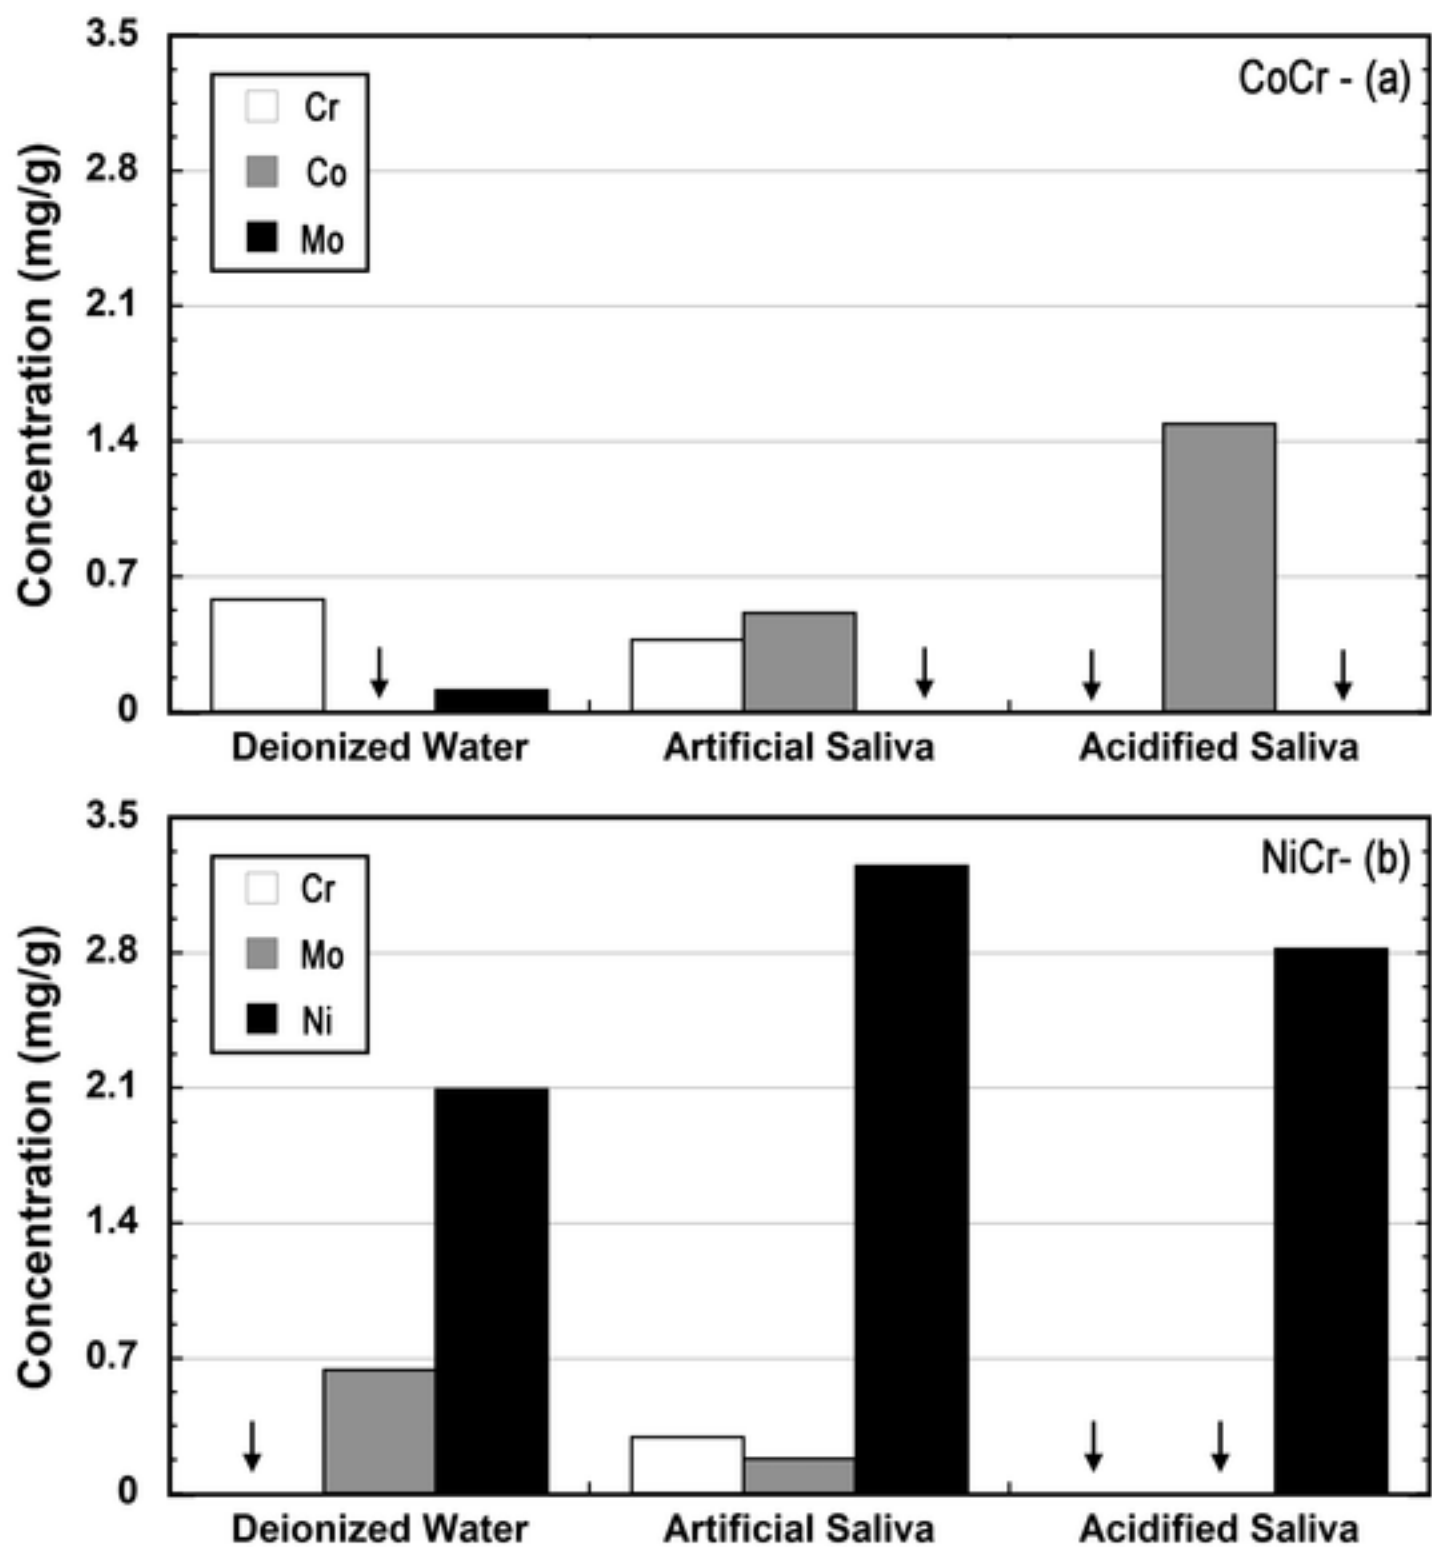 3.5
CoCr - (a)
Cr
Co
Mo
2.8
2.1
1.4
0.7
0
Concentration (mg/g)
Deionized Water
Artificial Saliva
Acidified Saliva
3.5
NiCr- (b)
Cr
Mo
Ni
2.8
2.1
1.4
0.7
0
Concentration (mg/g)
Deionized Water
Artificial Saliva
Acidified Saliva